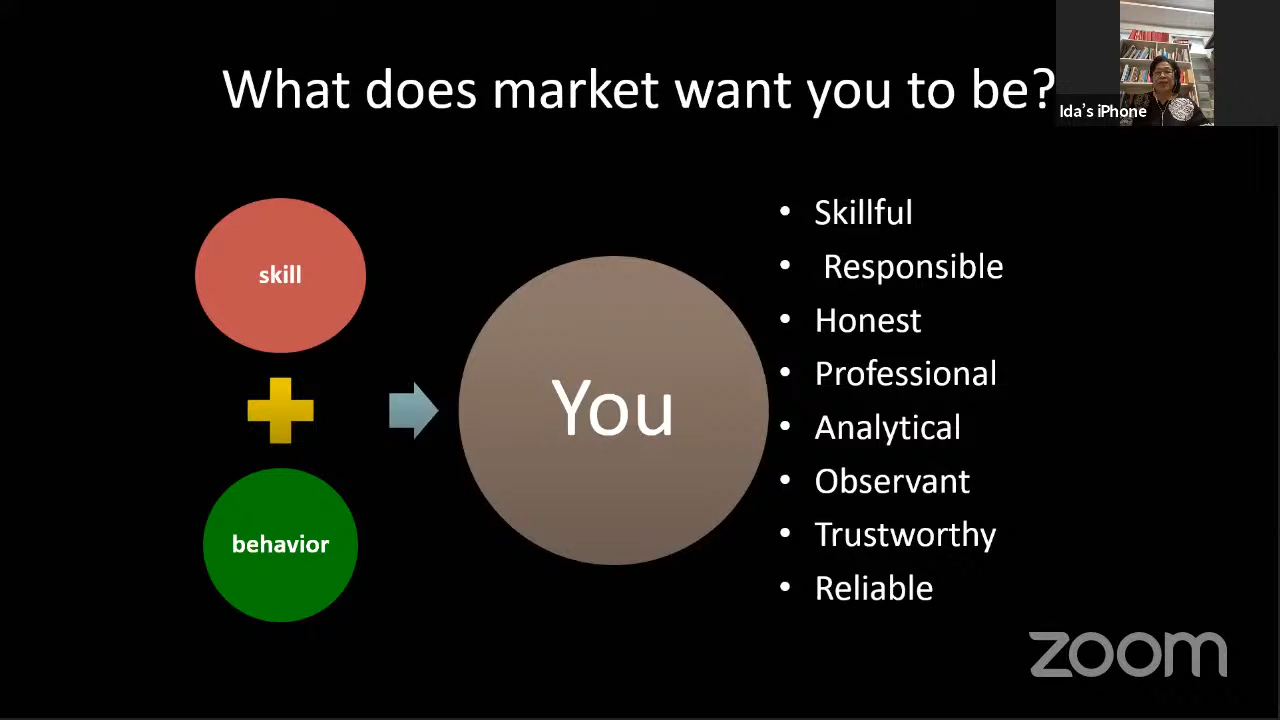 What does market want you to be?
Ida’s iPhone
skill
behavior
You
• Skillful
• Responsible
• Honest
• Professional
• Analytical
• Observant
• Trustworthy
• Reliable
zoom